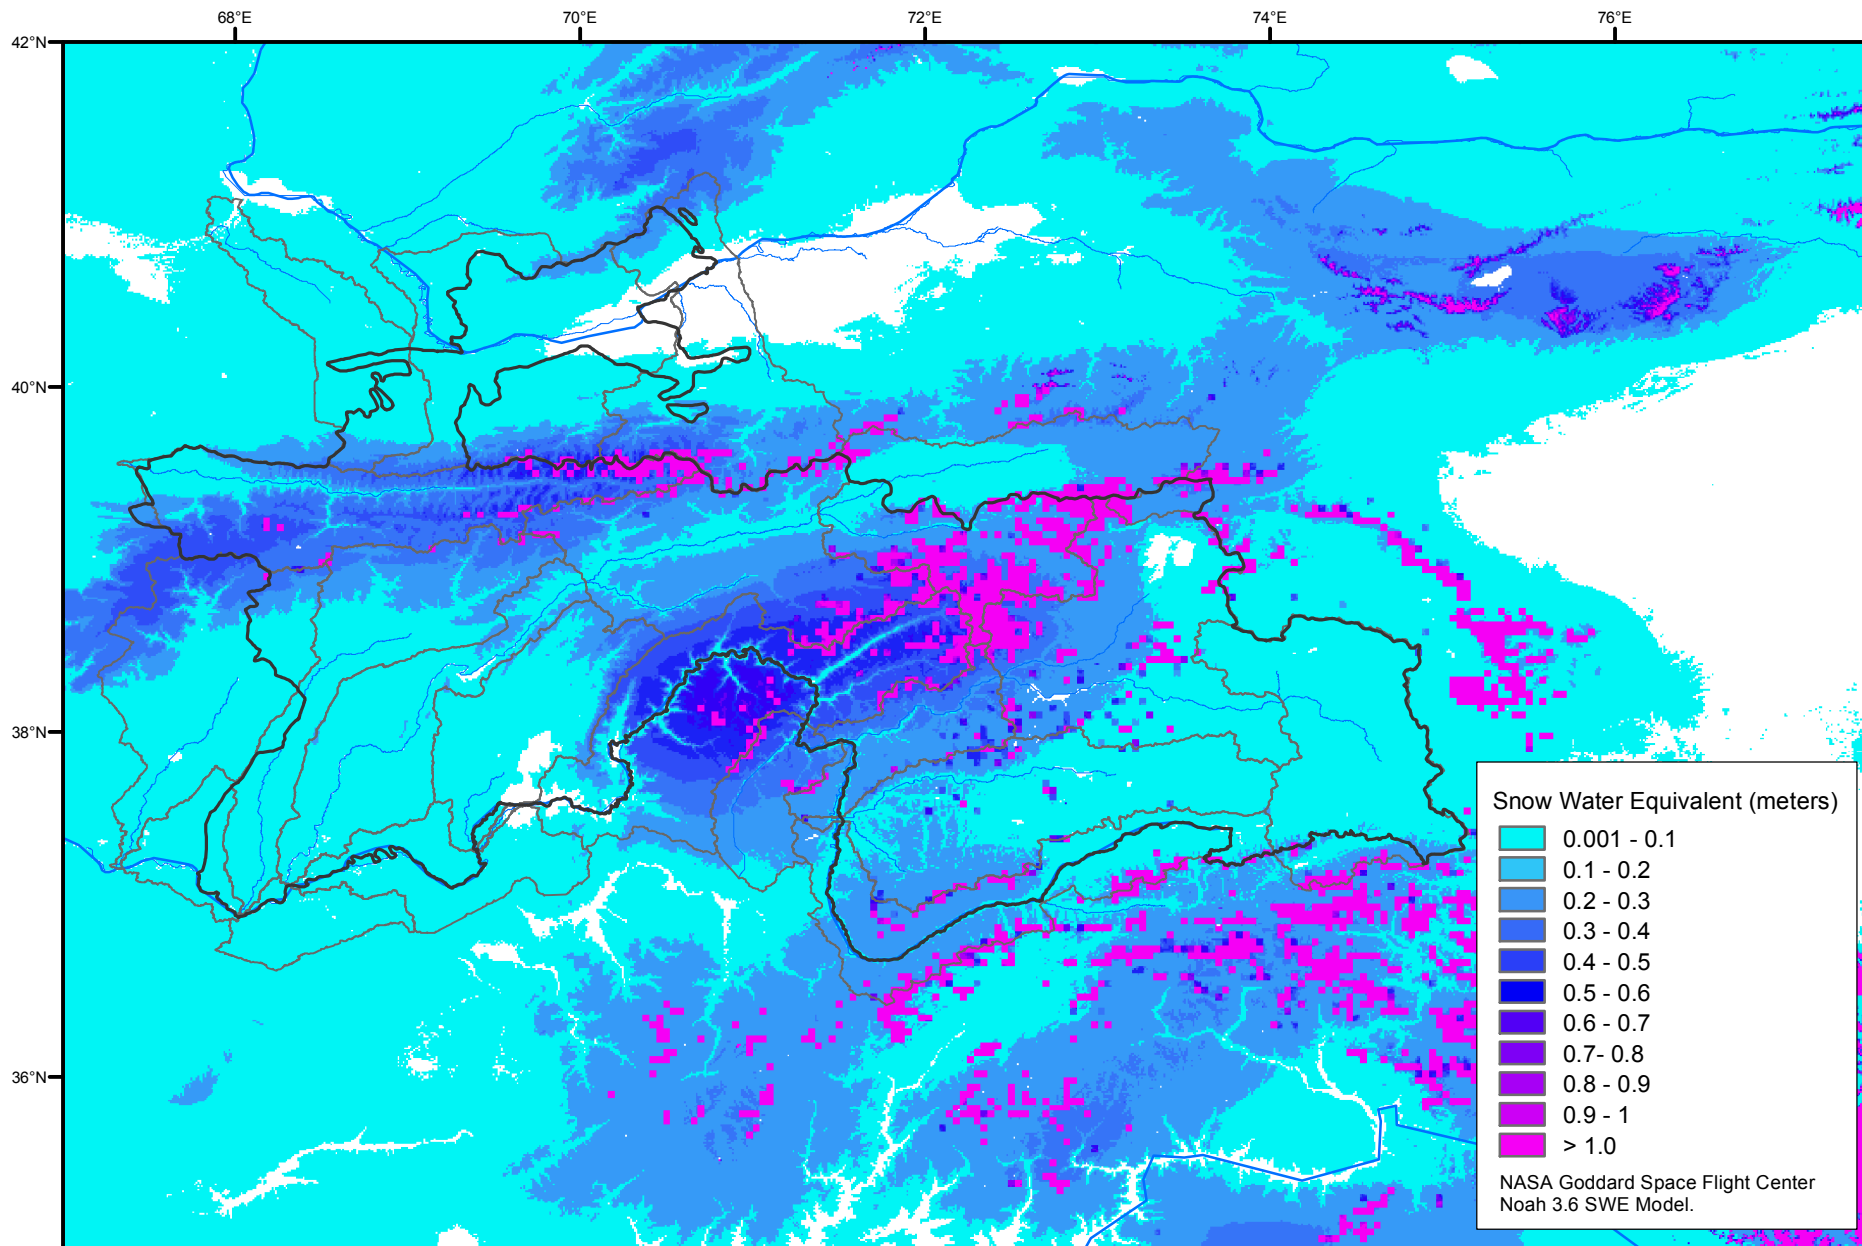 68°E
70°E
72°E
74°E
76°E
42°N
40°N
38°N
36°N
Snow Water Equivalent (meters)
0.001 - 0.1
0.1 - 0.2
0.2 - 0.3
0.3 - 0.4
0.4 - 0.5
0.5 - 0.6
0.6 - 0.7
0.7- 0.8
0.8 - 0.9
0.9 - 1
> 1.0
NASA Goddard Space Flight Center
Noah 3.6 SWE Model.